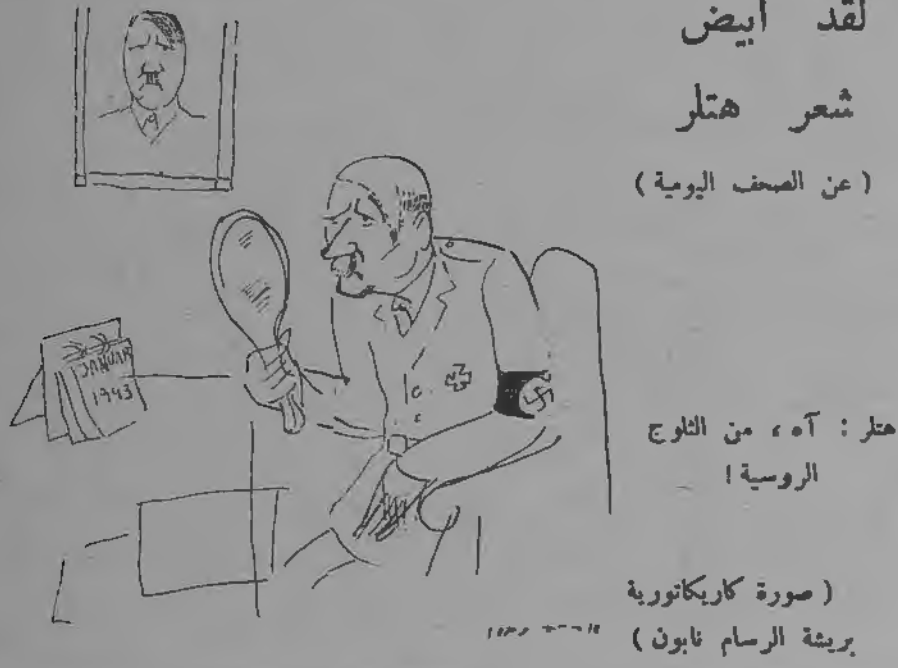 لقد ابيض
شعر هتلر
( عن الصحف اليومية )
JANUAR
1943
هتلر : آه ، من الثلوج
الروسية !
( صورة كاريكاتورية
بريشة الرسام نابون )